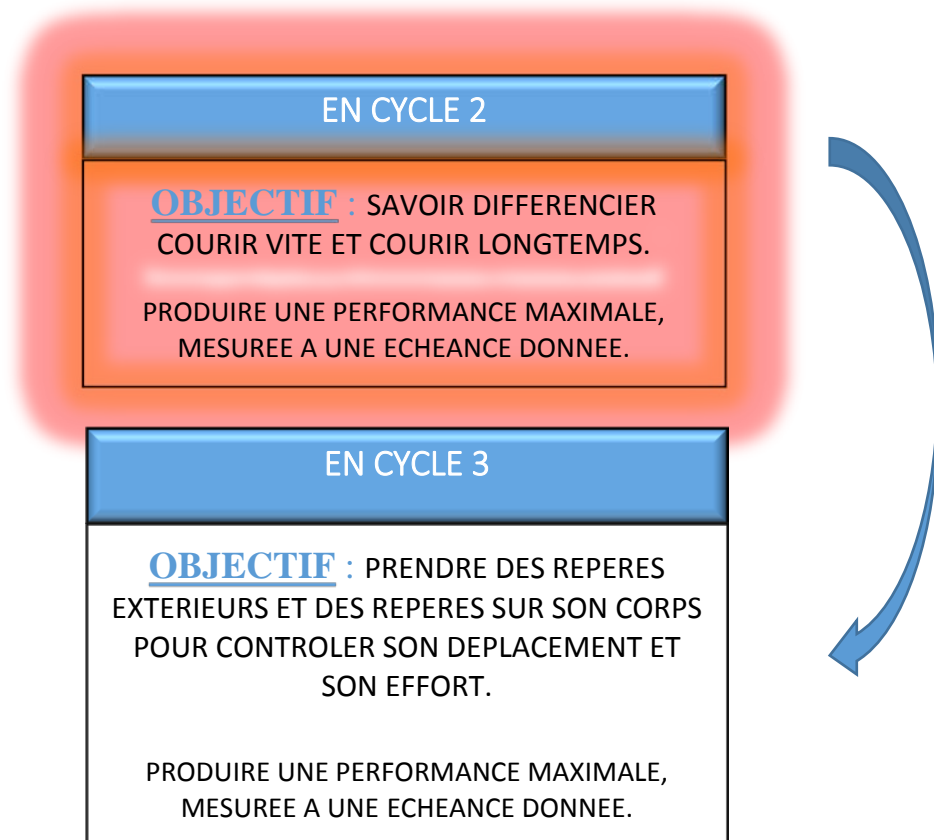 EN CYCLE 2
OBJECTIF : SAVOIR DIFFERENCIER
COURIR VITE ET COURIR LONGTEMPS.
PRODUIRE UNE PERFORMANCE MAXIMALE,
MESUREE A UNE ECHEANCE DONNEE.
EN CYCLE 3
OBJECTIF : PRENDRE DES REPERES
EXTERIEURS ET DES REPERES SUR SON CORPS
POUR CONTROLER SON DEPLACEMENT ET
SON EFFORT.
PRODUIRE UNE PERFORMANCE MAXIMALE,
MESUREE A UNE ECHEANCE DONNEE.